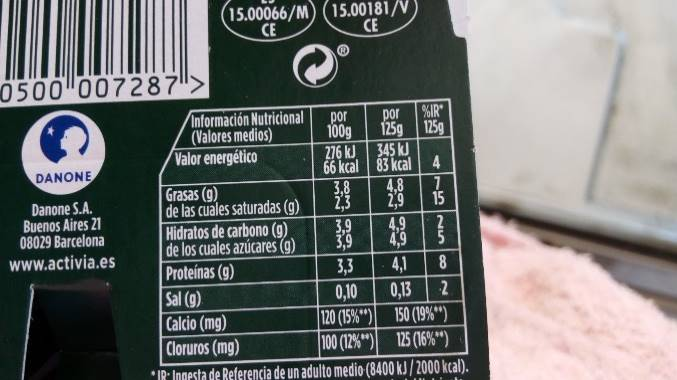 15.00066/M
CE
15.00181/V
CE
0500 007287 >
®
DANONE
Danone S.A.
Buenos Aires 21
08029 Barcelona
www.activia.es
Información Nutricional (Valores medios) por 100g por 125g %IR* 125g
Valor energético 276 kJ 66 kcal 345 kJ 83 kcal 4
Grasas (g) 3,8 4,8 7
de las cuales saturadas (g) 2,3 2,9 15
Hidratos de carbono (g) 3,9 4,9 2
de los cuales azúcares (g) 3,9 4,9 5
Proteínas (g) 3,3 4,1 8
Sal (g) 0,10 0,13 2
Calcio (mg) 120 (15%**) 150 (19%**)
Cloruros (mg) 100 (12%**) 125 (16%**)
*IR: Ingesta de Referencia de un adulto medio (8400 kJ / 2000 kcal).